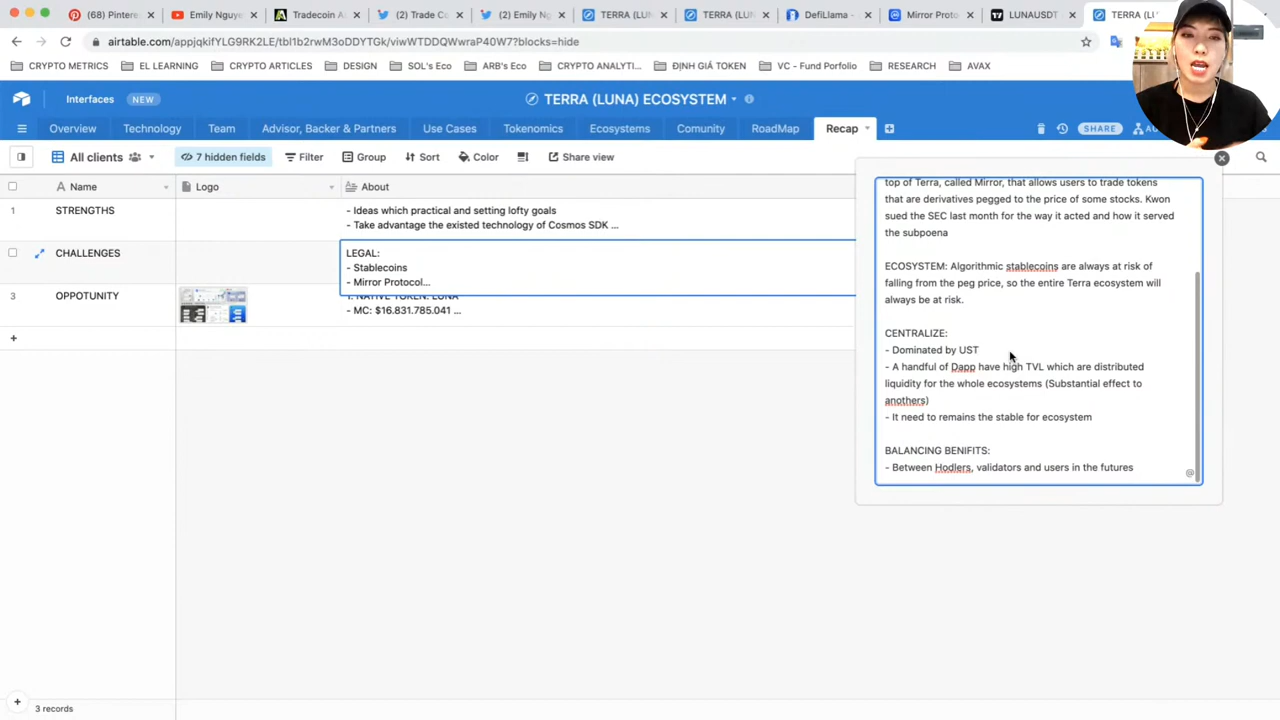 (68) Pinteres
Emily Nguye
Tradecoin A
(2) Trade Co
(2) Emily Ng
TERRA (LUN
TERRA (LUN
DefiLlama -
Mirror Proto
LUNAUSDT
TERRA (LU
airtable.com/appjqkifYLG9RK2LE/tbl1b2rwM3oDDYTGk/viwWTDDQWwraP40W7?blocks=hide
CRYPTO METRICS
EL LEARNING
CRYPTO ARTICLES
DESIGN
SOL's Eco
ARB's Eco
CRYPTO ANALYTI...
ĐỊNH GIÁ TOKEN
VC - Fund Porfolio
RESEARCH
AVAX
Interfaces
NEW
TERRA (LUNA) ECOSYSTEM
Overview
Technology
Team
Advisor, Backer & Partners
Use Cases
Tokenomics
Ecosystems
Comunity
RoadMap
Recap
SHARE
All clients
7 hidden fields
Filter
Group
Sort
Color
Share view
Name
Logo
About
1
STRENGTHS
- Ideas which practical and setting lofty goals
- Take advantage the existed technology of Cosmos SDK ...
CHALLENGES
LEGAL:
- Stablecoins
- Mirror Protocol...
3
OPPOTUNITY
1. NATIVE TOKEN: LUNA
- MC: $16.831.785.041 ...
top of Terra, called Mirror, that allows users to trade tokens
that are derivatives pegged to the price of some stocks. Kwon
sued the SEC last month for the way it acted and how it served
the subpoena
ECOSYSTEM: Algorithmic stablecoins are always at risk of
falling from the peg price, so the entire Terra ecosystem will
always be at risk.
CENTRALIZE:
- Dominated by UST
- A handful of Dapp have high TVL which are distributed
liquidity for the whole ecosystems (Substantial effect to
anothers)
- It need to remains the stable for ecosystem
BALANCING BENIFITS:
- Between Hodlers, validators and users in the futures
@
3 records